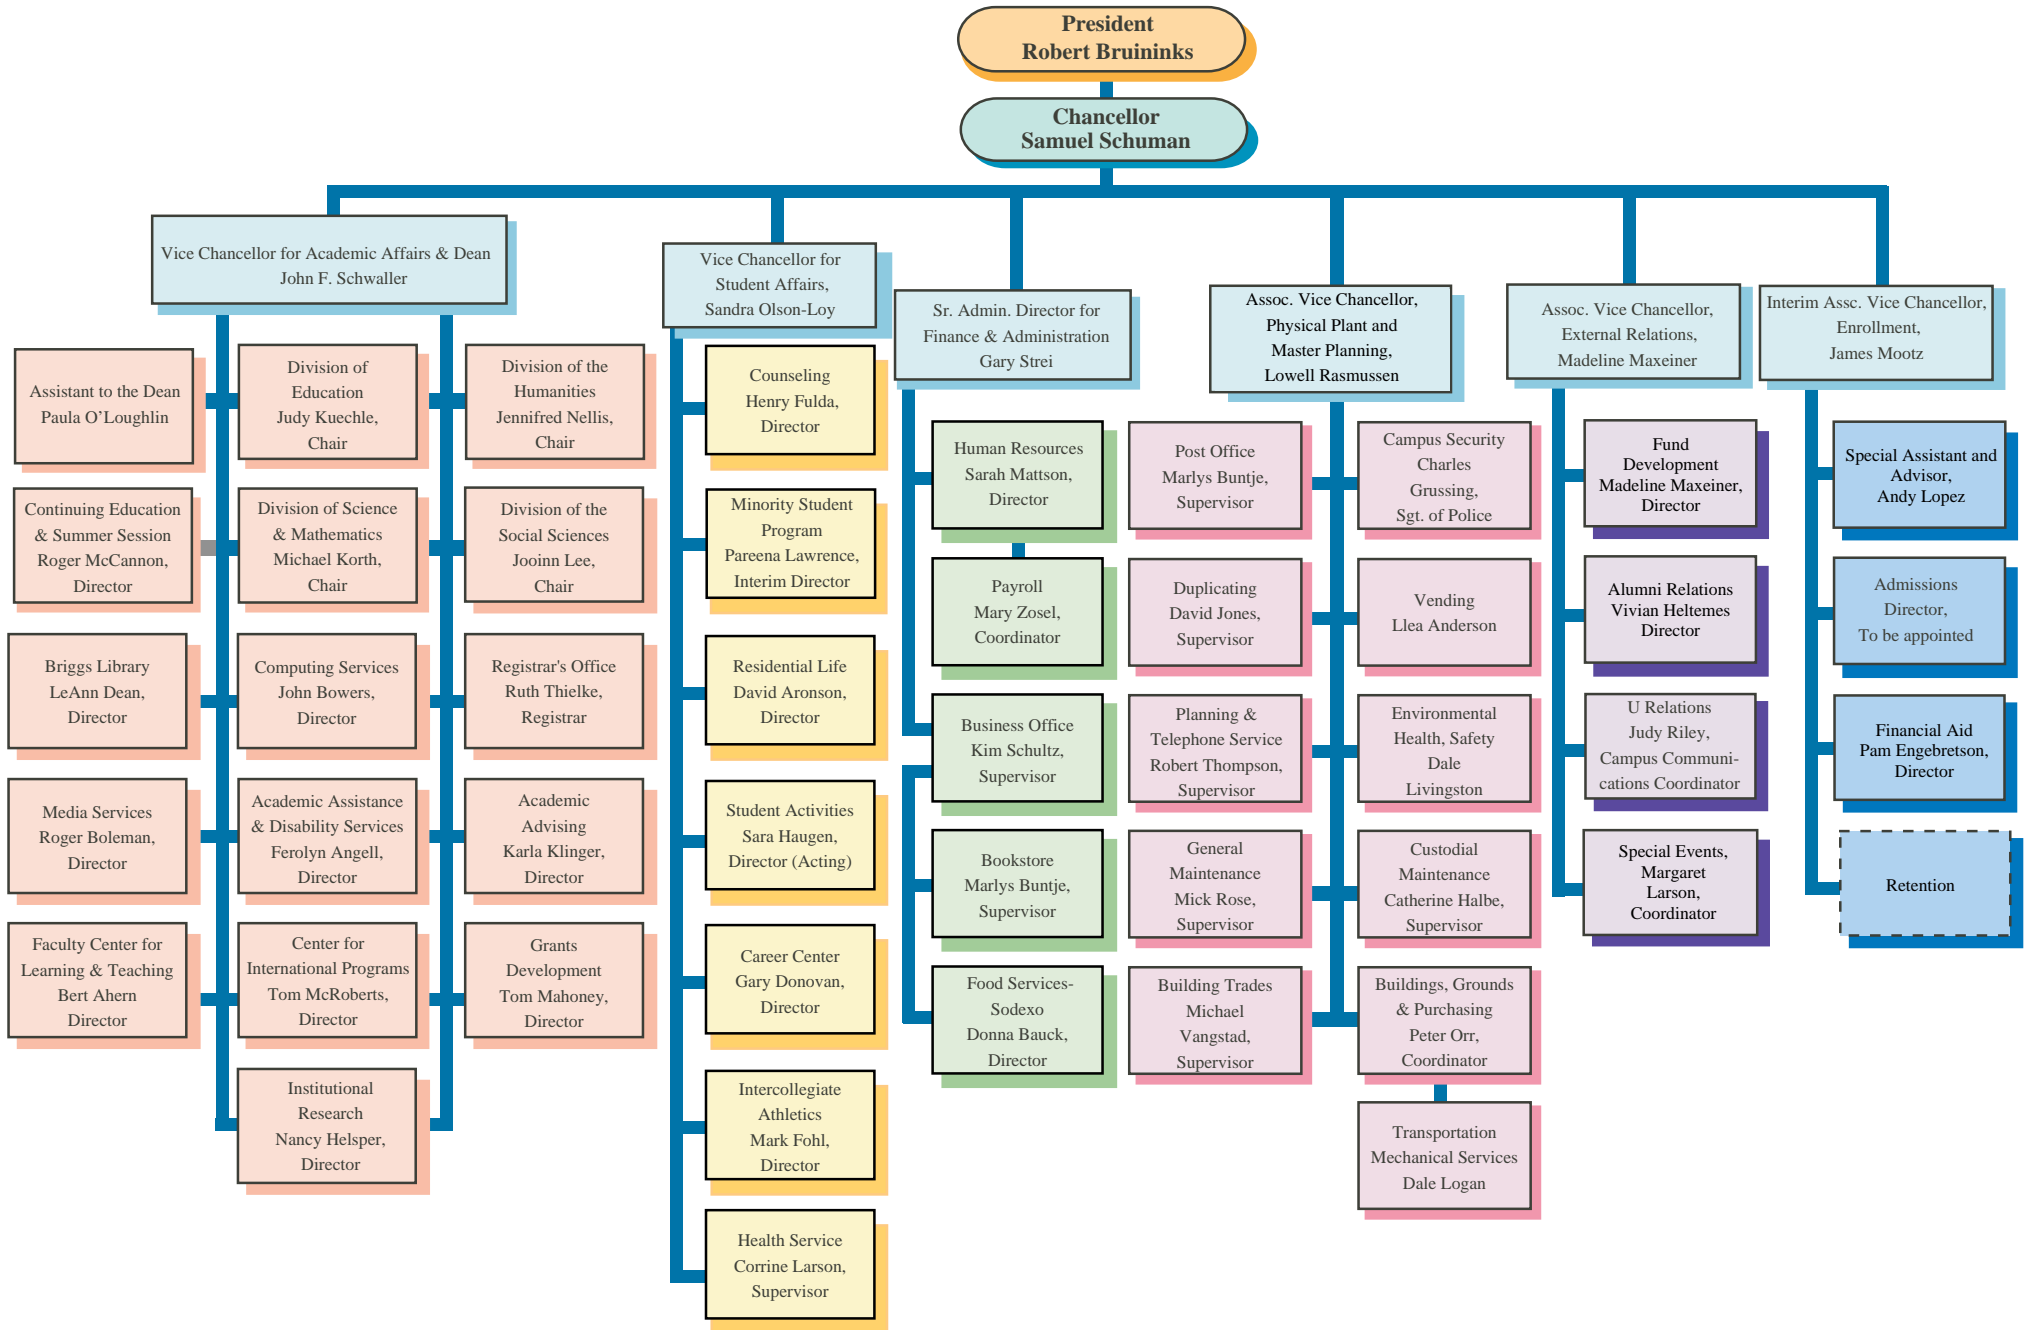 President
Robert Bruininks
Chancellor
Samuel Schuman
Vice Chancellor for Academic Affairs & Dean
John F. Schwaller
Assistant to the Dean
Paula O'Loughlin
Division of
Education
Judy Kuechle,
Chair
Division of the
Humanities
Jennifred Nellis,
Chair
Continuing Education
& Summer Session
Roger McCannon,
Director
Division of Science
& Mathematics
Michael Korth,
Chair
Division of the
Social Sciences
Jooinn Lee,
Chair
Briggs Library
LeAnn Dean,
Director
Computing Services
John Bowers,
Director
Registrar's Office
Ruth Thielke,
Registrar
Media Services
Roger Boleman,
Director
Academic Assistance
& Disability Services
Ferolyn Angell,
Director
Academic
Advising
Karla Klinger,
Director
Faculty Center for
Learning & Teaching
Bert Ahern
Director
Center for
International Programs
Tom McRoberts,
Director
Grants
Development
Tom Mahoney,
Director
Institutional
Research
Nancy Helsper,
Director
Vice Chancellor for
Student Affairs,
Sandra Olson-Loy
Counseling
Henry Fulda,
Director
Minority Student
Program
Pareena Lawrence,
Interim Director
Residential Life
David Aronson,
Director
Student Activities
Sara Haugen,
Director (Acting)
Career Center
Gary Donovan,
Director
Intercollegiate
Athletics
Mark Fohl,
Director
Health Service
Corrine Larson,
Supervisor
Sr. Admin. Director for
Finance & Administration
Gary Strei
Human Resources
Sarah Mattson,
Director
Payroll
Mary Zosel,
Coordinator
Business Office
Kim Schultz,
Supervisor
Bookstore
Marlys Buntje,
Supervisor
Food Services-
Sodexo
Donna Bauck,
Director
Assoc. Vice Chancellor,
Physical Plant and
Master Planning,
Lowell Rasmussen
Post Office
Marlys Buntje,
Supervisor
Campus Security
Charles
Grussing,
Sgt. of Police
Duplicating
David Jones,
Supervisor
Vending
Llea Anderson
Planning &
Telephone Service
Robert Thompson,
Supervisor
Environmental
Health, Safety
Dale
Livingston
General
Maintenance
Mick Rose,
Supervisor
Custodial
Maintenance
Catherine Halbe,
Supervisor
Building Trades
Michael
Vangstad,
Supervisor
Buildings, Grounds
& Purchasing
Peter Orr,
Coordinator
Transportation
Mechanical Services
Dale Logan
Assoc. Vice Chancellor,
External Relations,
Madeline Maxeiner
Fund
Development
Madeline Maxeiner,
Director
Alumni Relations
Vivian Heltemes
Director
U Relations
Judy Riley,
Campus Communi-
cations Coordinator
Special Events,
Margaret
Larson,
Coordinator
Interim Assc. Vice Chancellor,
Enrollment,
James Mootz
Special Assistant and
Advisor,
Andy Lopez
Admissions
Director,
To be appointed
Financial Aid
Pam Engebretson,
Director
Retention